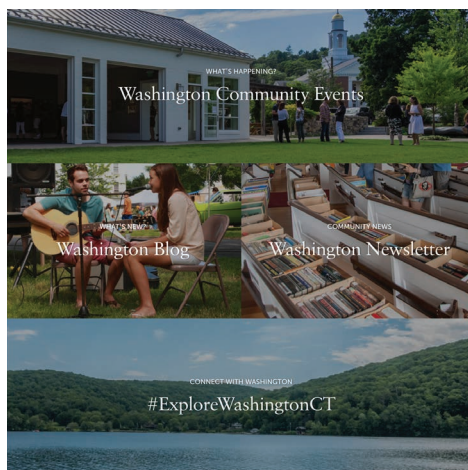 WHAT'S HAPPENING?
Washington Community Events
WHAT'S NEW?
Washington Blog
COMMUNITY NEWS
Washington Newsletter
CONNECT WITH WASHINGTON
#ExploreWashingtonCT